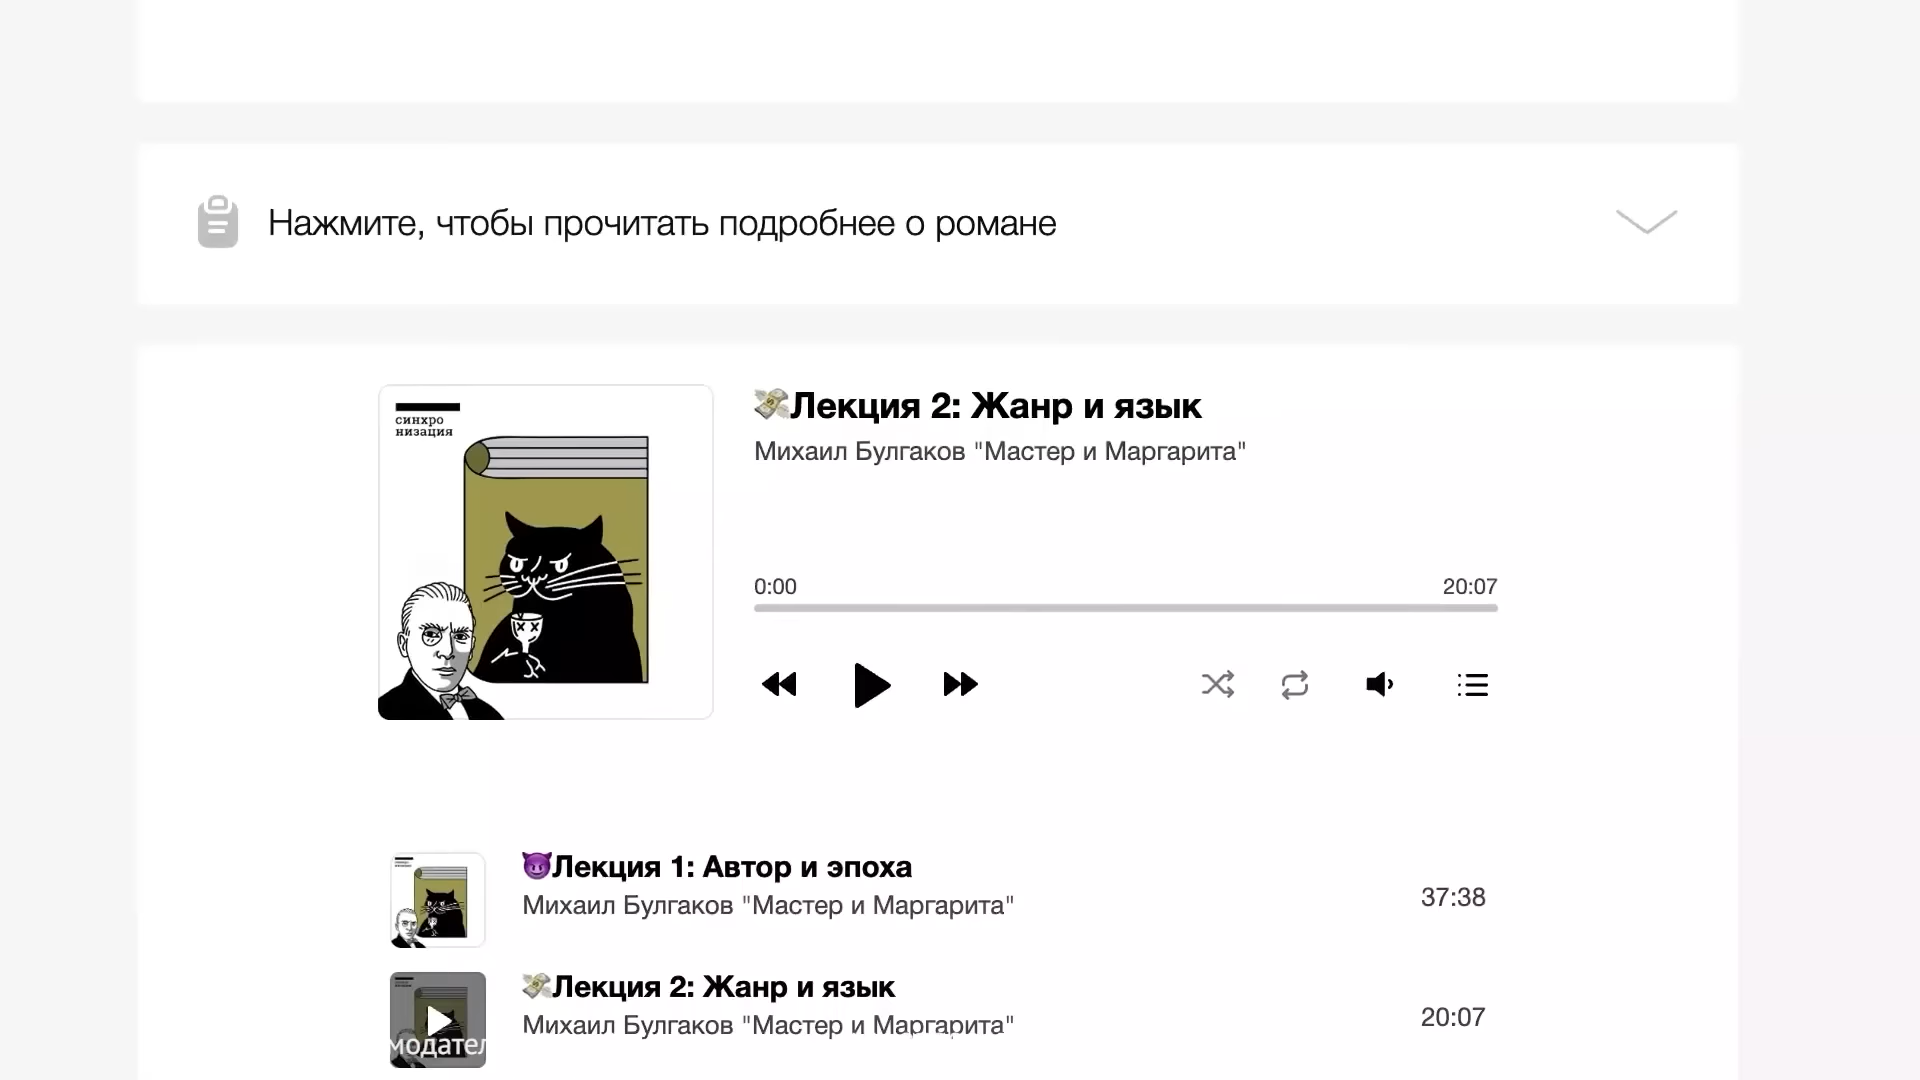 Нажмите, чтобы прочитать подробнее о романе
синхро
низация
💸Лекция 2: Жанр и язык
Михаил Булгаков "Мастер и Маргарита"
0:00
20:07
😈Лекция 1: Автор и эпоха
Михаил Булгаков "Мастер и Маргарита"
37:38
💸Лекция 2: Жанр и язык
Михаил Булгаков "Мастер и Маргарита"
20:07